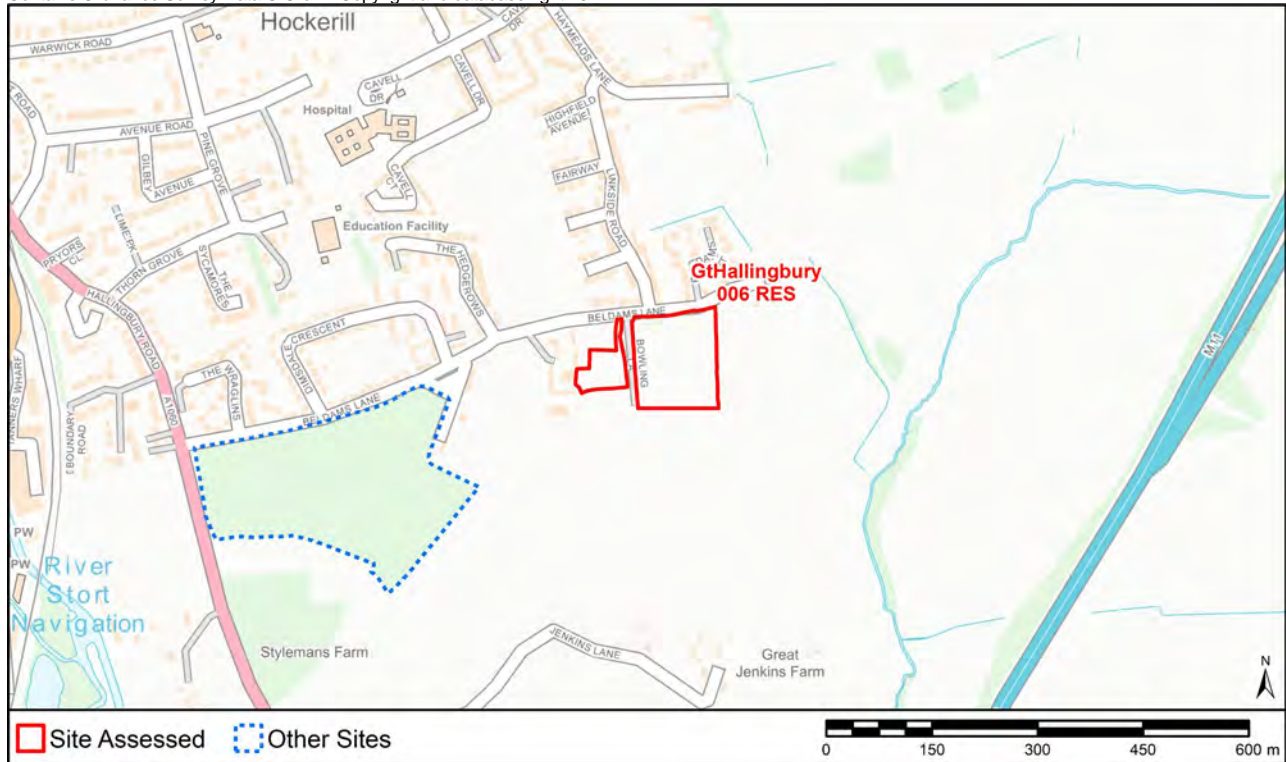 Hockerill
WARWICK ROAD
CAVELL
DR
CAVELL DR
HAYMEADS LANE
CAVELL
DR
Hospital
HIGHFIELD
AVENUE
AVENUE ROAD
PINE GROVE
GILBEY
AVENUE
CAVELL
CT
FAIRWAY
LINKSIDE ROAD
Education Facility
PRYORS
CL
THORN GROVE
THE
SYCAMORES
THE
HEDGEROWS
HALLINGBURY ROAD
GtHallingbury
006 RES
BELDAMS LANE
CRESCENT
DIMSDALE
THE
WRAGLINS
BOWLING
M11
TANNERS WHARF
BOUNDARY
ROAD
A1060
BELDAMS LANE
PW
PW
River
Stort
Navigation
Stylemans Farm
JENKINS LANE
Great
Jenkins Farm
N
Site Assessed
Other Sites
0 150 300 450 600 m